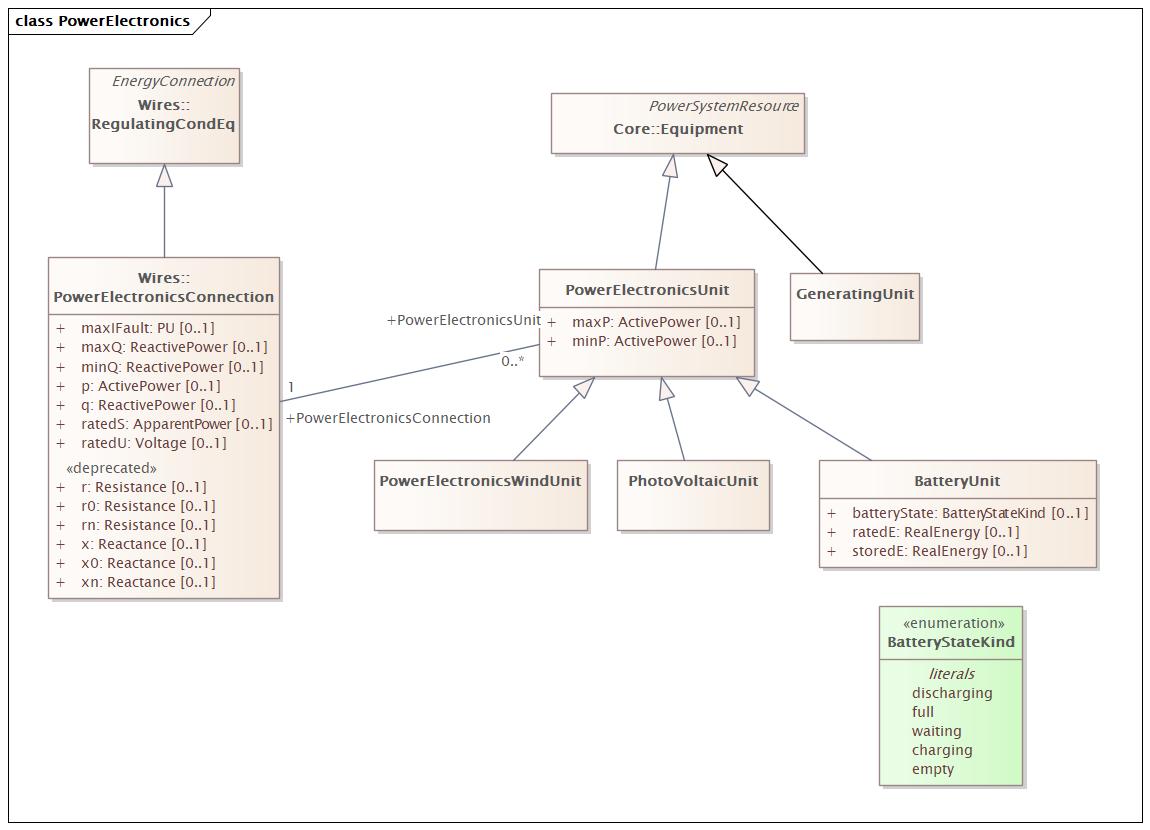 class PowerElectronics
EnergyConnection
Wires::
RegulatingCondEq
PowerSystemResource
Core::Equipment
Wires::
PowerElectronicsConnection
+ maxIFault: PU [0..1]
+ maxQ: ReactivePower [0..1]
+ minQ: ReactivePower [0..1]
+ p: ActivePower [0..1]
+ q: ReactivePower [0..1]
+ ratedS: ApparentPower [0..1]
+ ratedU: Voltage [0..1]
«deprecated»
+ r: Resistance [0..1]
+ r0: Resistance [0..1]
+ rn: Resistance [0..1]
+ x: Reactance [0..1]
+ x0: Reactance [0..1]
+ xn: Reactance [0..1]
+PowerElectronicsUnit
0..*
1
+PowerElectronicsConnection
PowerElectronicsUnit
+ maxP: ActivePower [0..1]
+ minP: ActivePower [0..1]
GeneratingUnit
PowerElectronicsWindUnit
PhotoVoltaicUnit
BatteryUnit
+ batteryState: BatteryStateKind [0..1]
+ ratedE: RealEnergy [0..1]
+ storedE: RealEnergy [0..1]
«enumeration»
BatteryStateKind
literals
discharging
full
waiting
charging
empty